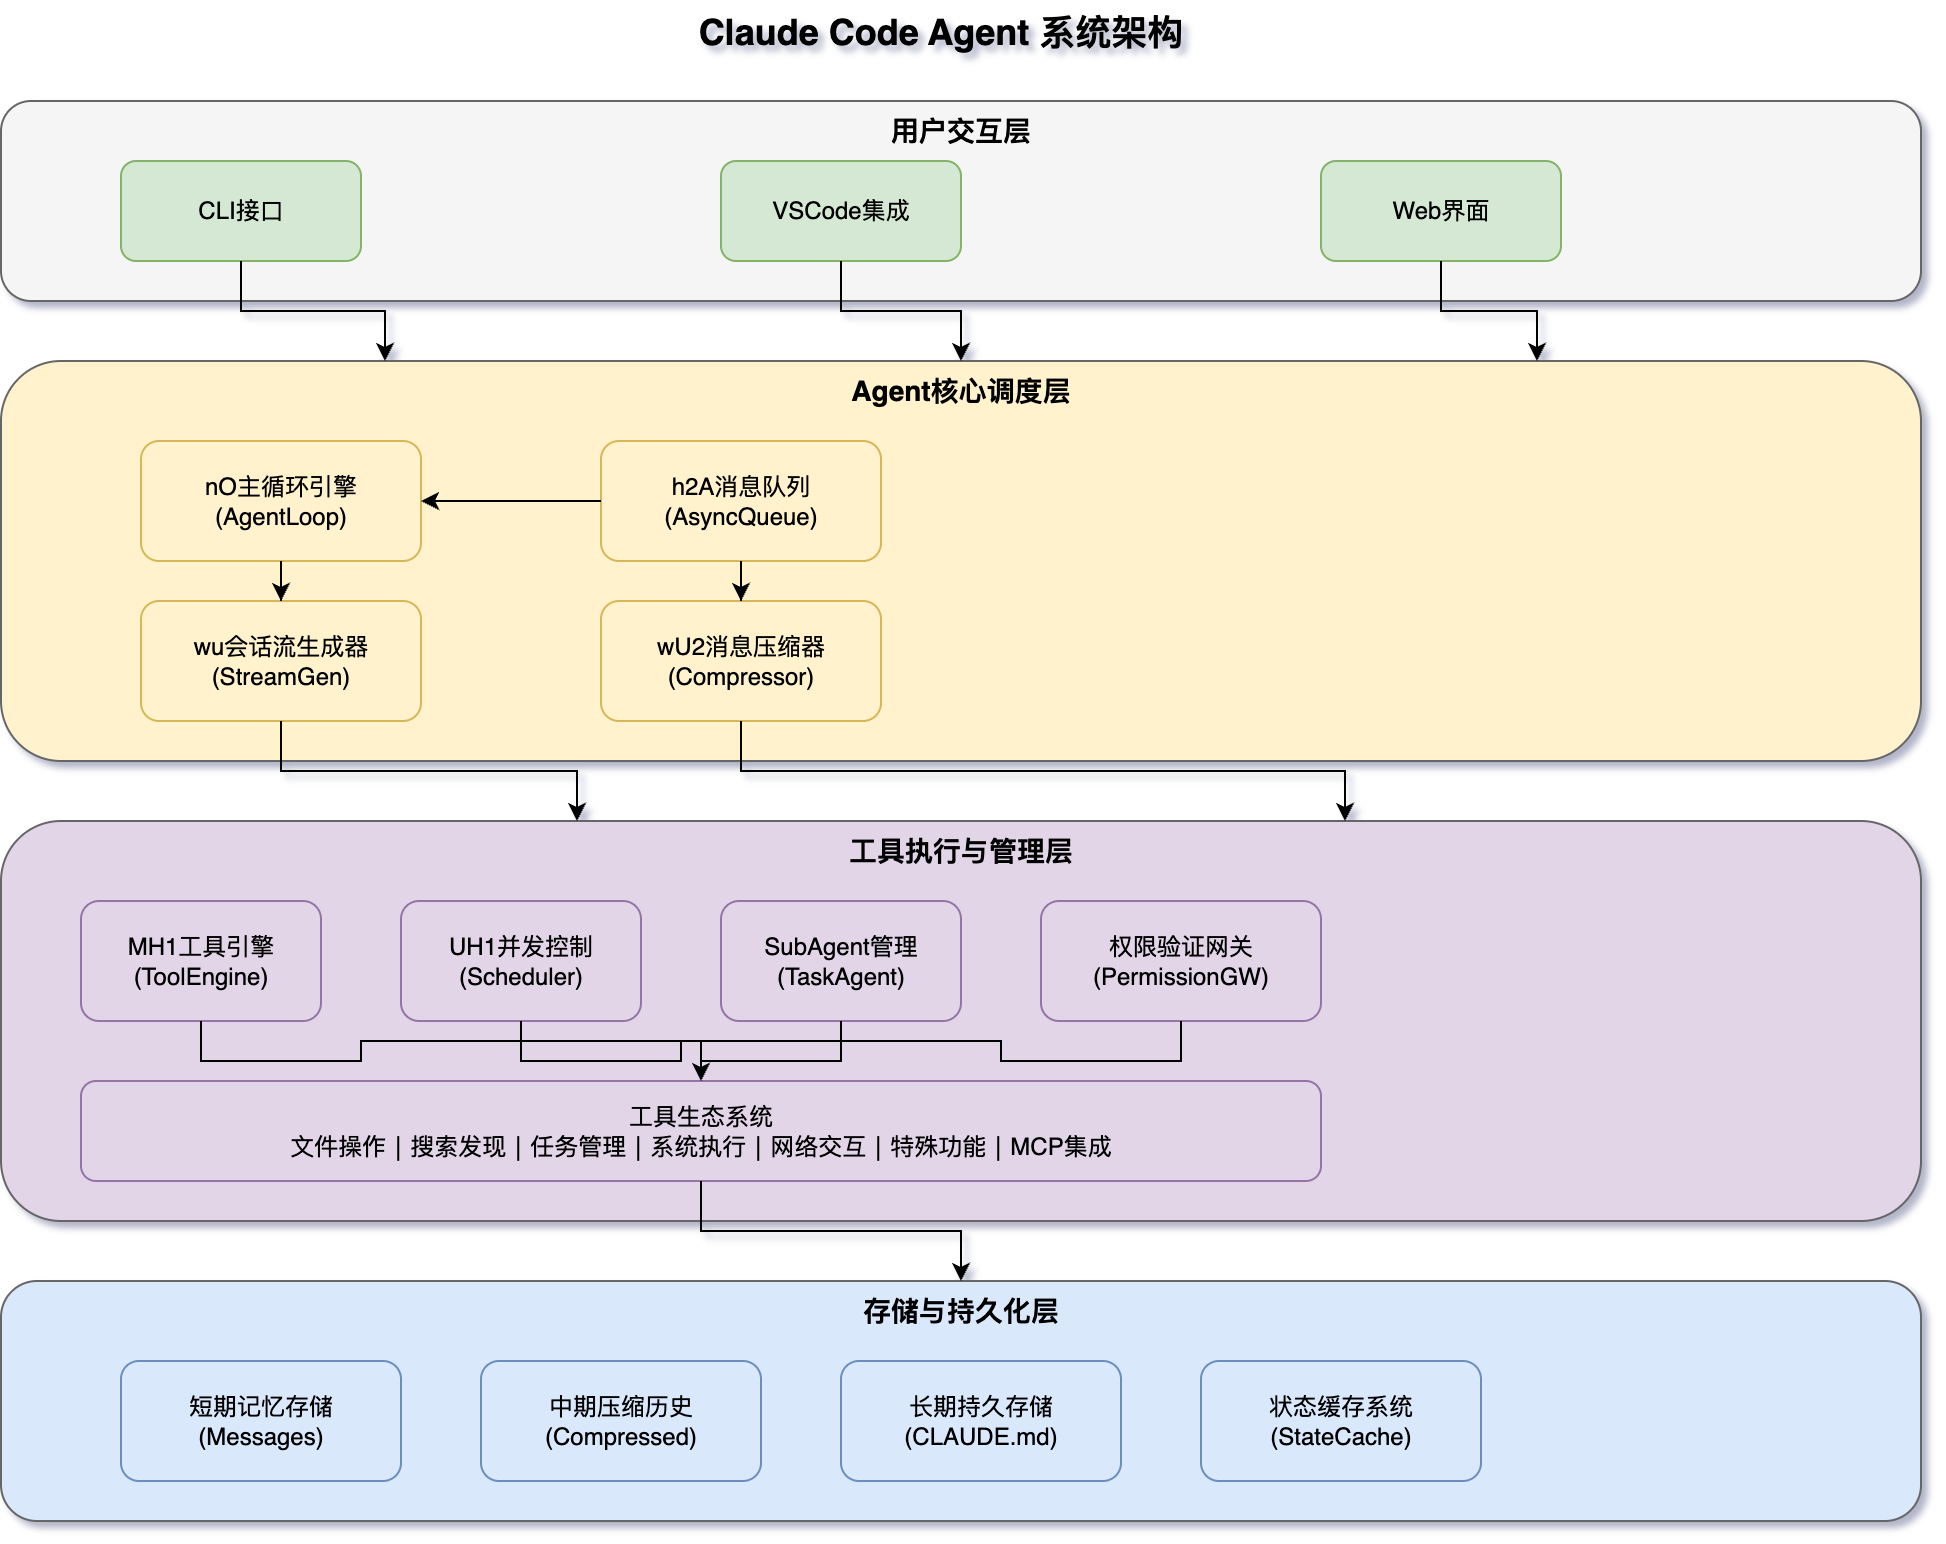 Claude Code Agent 系统架构
用户交互层
CLI接口
VSCode集成
Web界面
Agent核心调度层
nO主循环引擎
(AgentLoop)
h2A消息队列
(AsyncQueue)
wu会话流生成器
(StreamGen)
wU2消息压缩器
(Compressor)
工具执行与管理层
MH1工具引擎
(ToolEngine)
UH1并发控制
(Scheduler)
SubAgent管理
(TaskAgent)
权限验证网关
(PermissionGW)
工具生态系统
文件操作 | 搜索发现 | 任务管理 | 系统执行 | 网络交互 | 特殊功能 | MCP集成
存储与持久化层
短期记忆存储
(Messages)
中期压缩历史
(Compressed)
长期持久存储
(CLAUDE.md)
状态缓存系统
(StateCache)